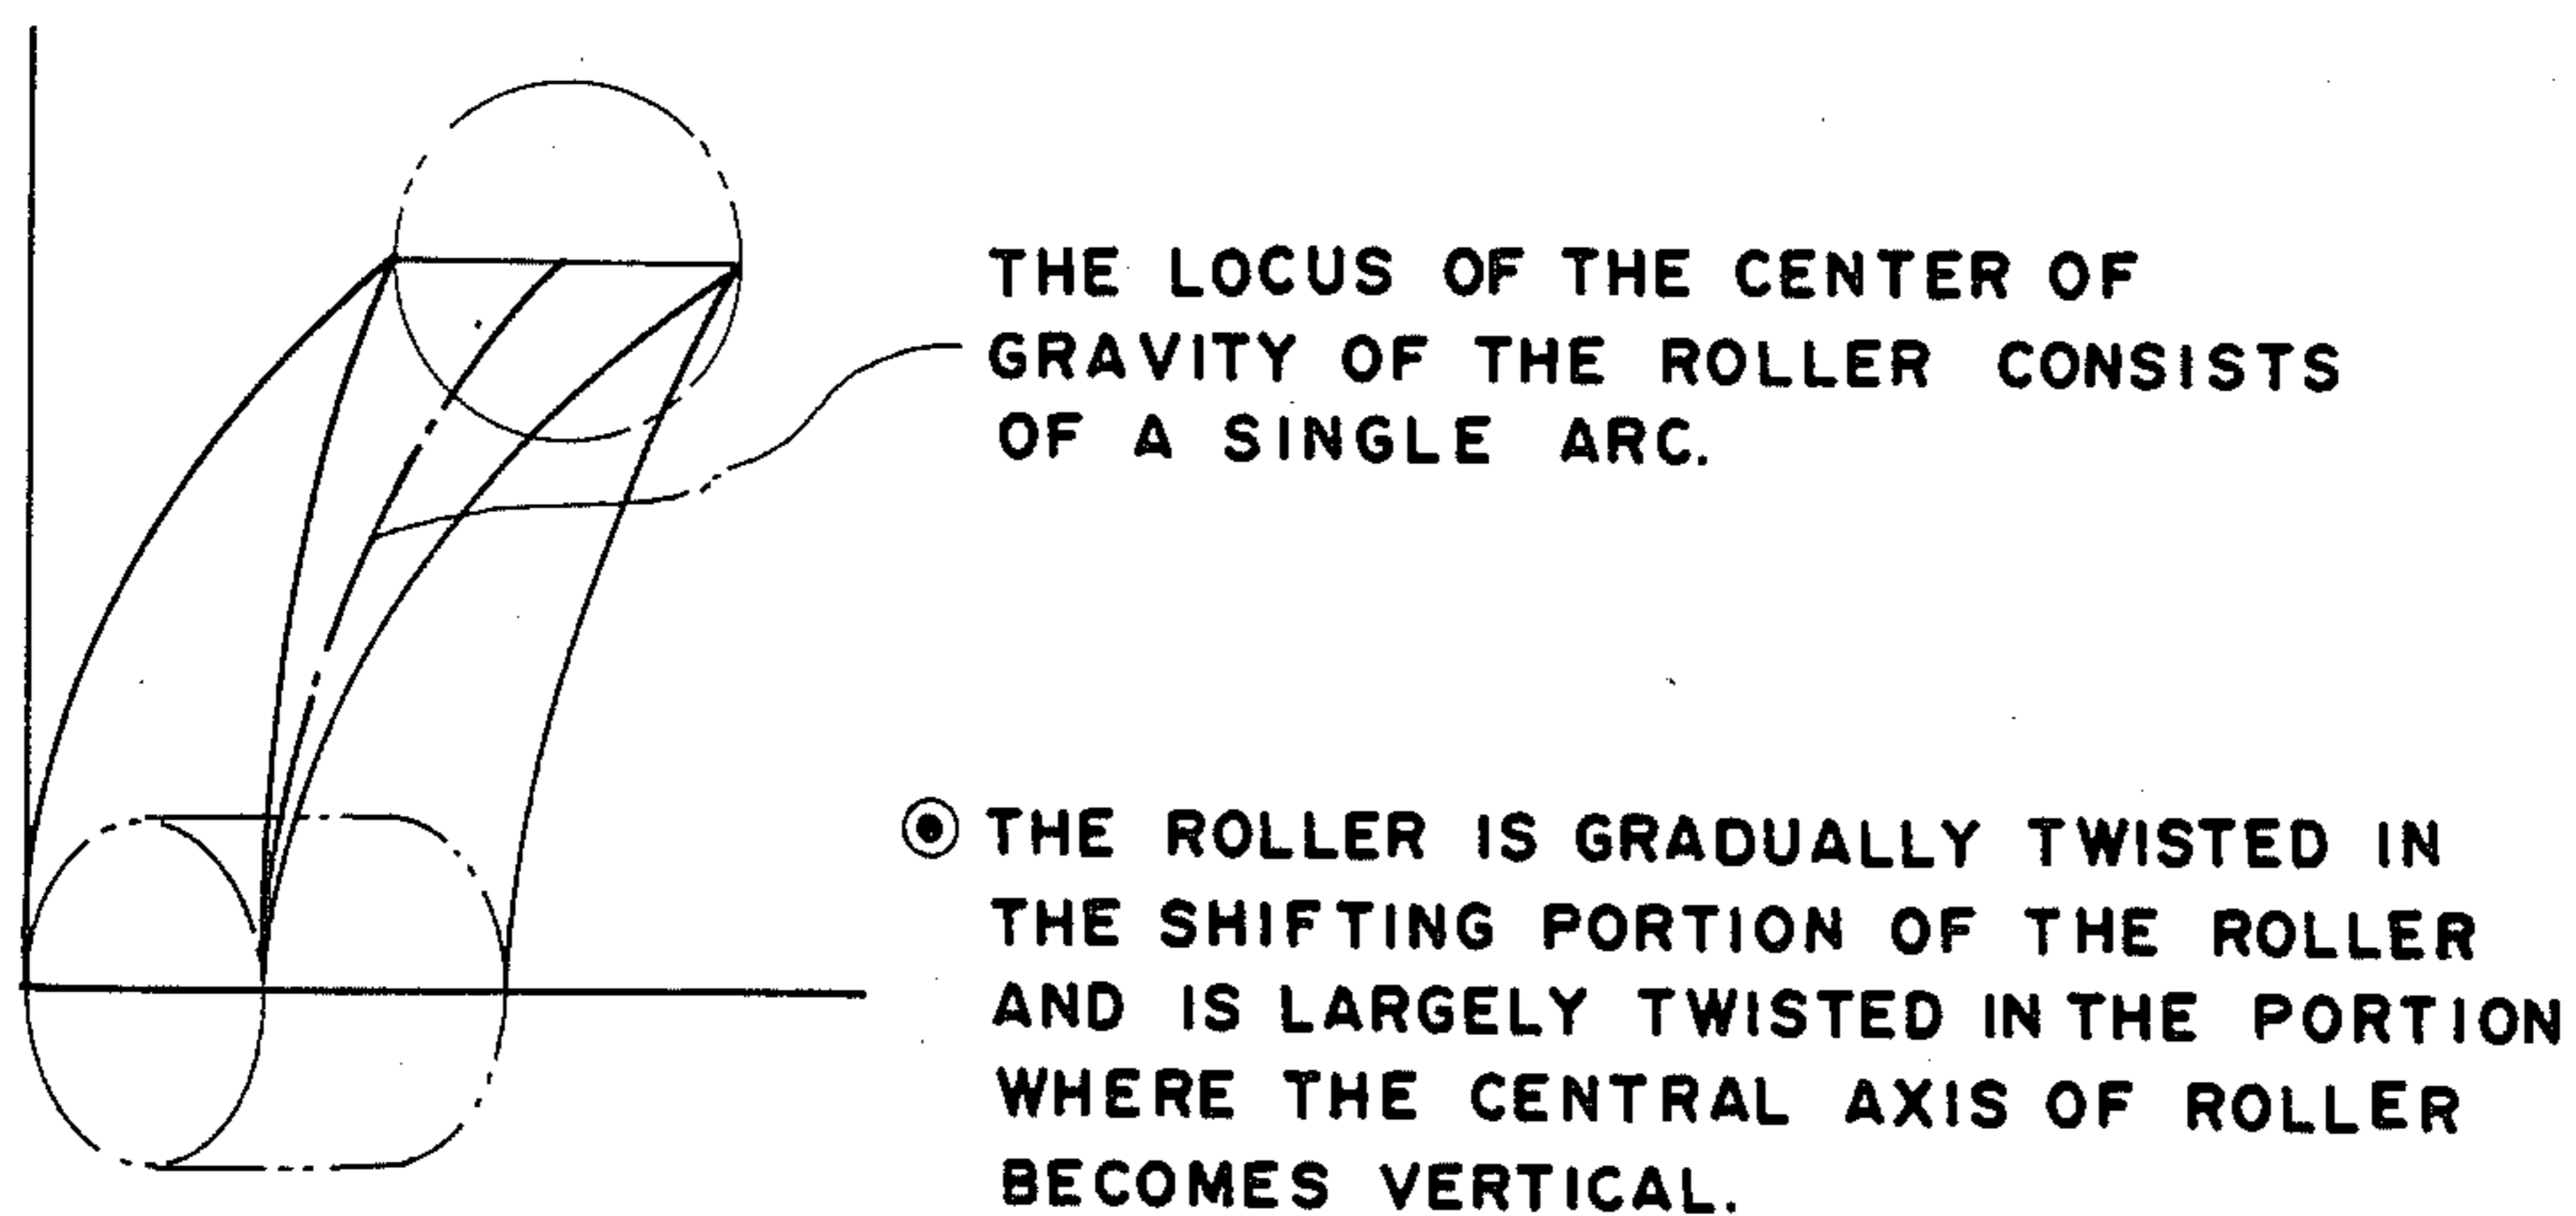 THE LOCUS OF THE CENTER OF
GRAVITY OF THE ROLLER CONSISTS
OF A SINGLE ARC.
◉ THE ROLLER IS GRADUALLY TWISTED IN
THE SHIFTING PORTION OF THE ROLLER
AND IS LARGELY TWISTED IN THE PORTION
WHERE THE CENTRAL AXIS OF ROLLER
BECOMES VERTICAL.